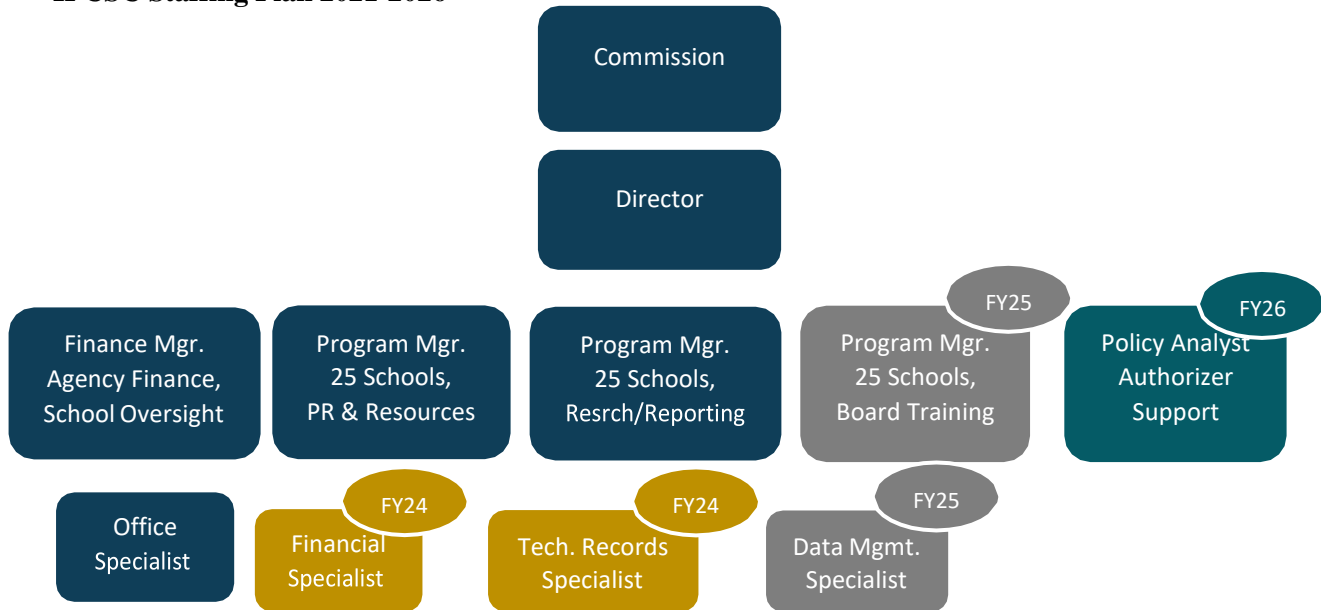 Staffing Plan
Commission
Director
FY25
FY26
Finance Mgr.
Agency Finance,
School Oversight
Program Mgr.
25 Schools,
PR & Resources
Program Mgr.
25 Schools,
Resrch/Reporting
Program Mgr.
25 Schools,
Board Training
Policy Analyst
Authorizer
Support
FY24
FY24
FY25
Office
Specialist
Financial
Specialist
Tech. Records
Specialist
Data Mgmt.
Specialist